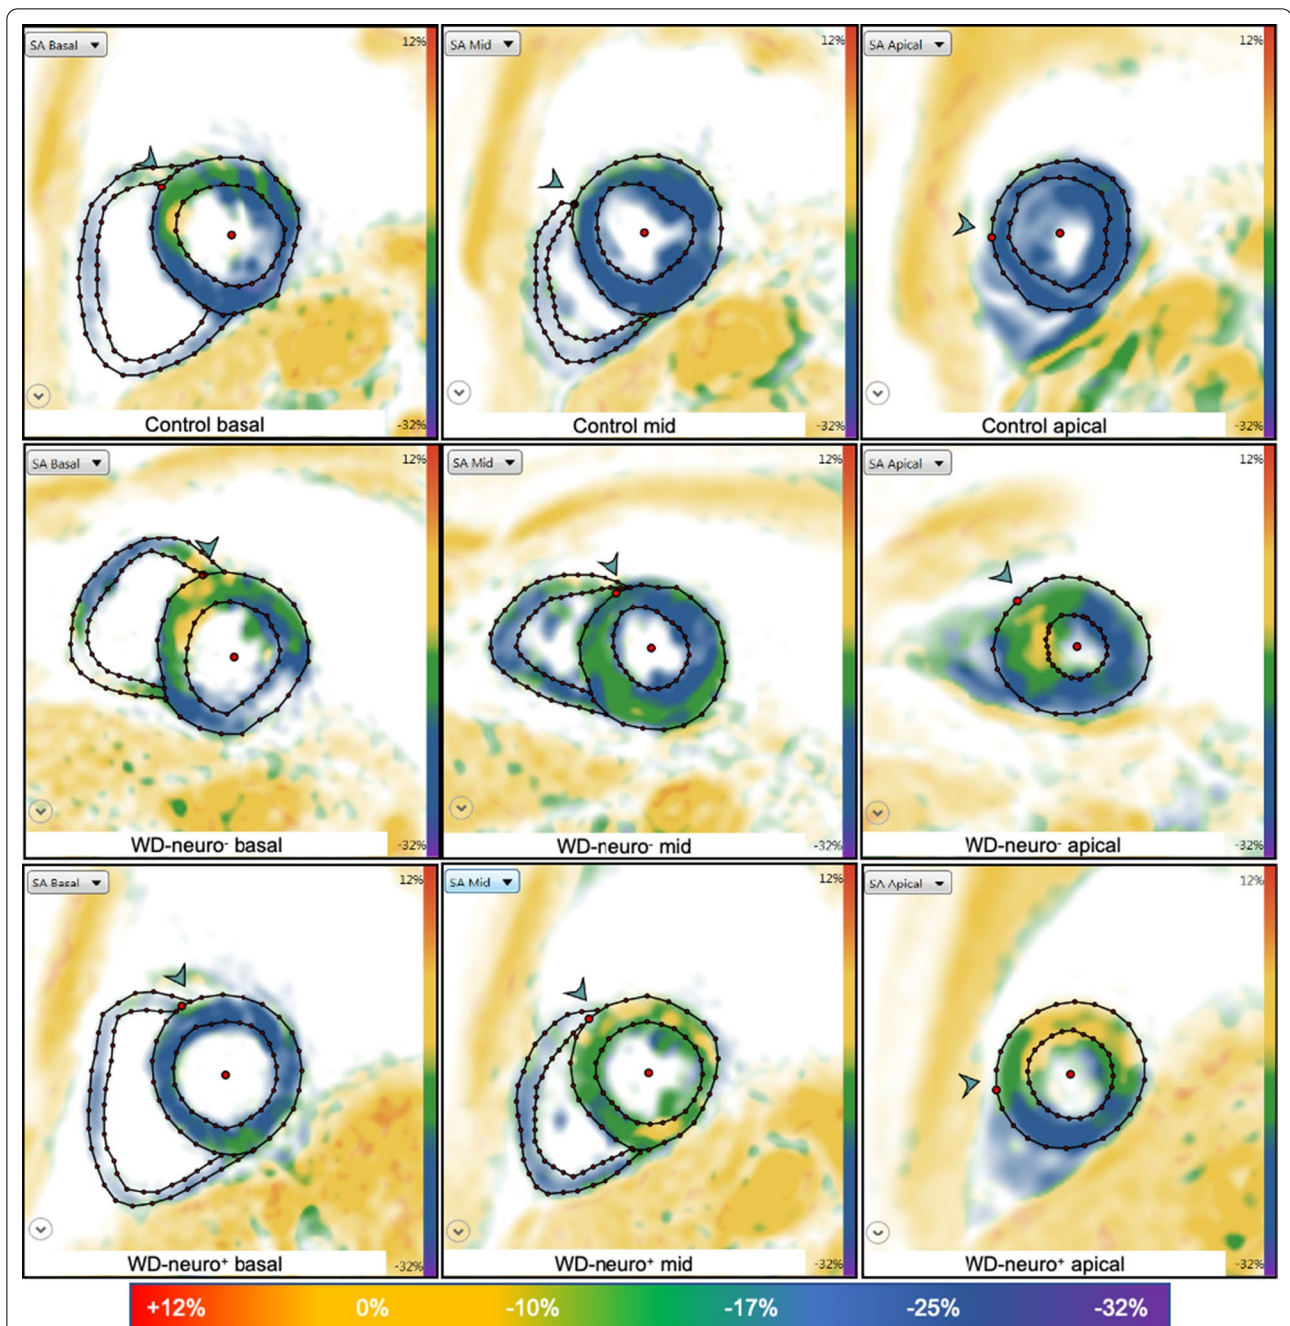 SA Basal
12%
Control basal
-32%
SA Mid
12%
Control mid
-32%
SA Apical
12%
Control apical
-32%
SA Basal
12%
WD-neuro⁻ basal
-32%
SA Mid
12%
WD-neuro⁻ mid
-32%
SA Apical
12%
WD-neuro⁻ apical
-32%
SA Basal
12%
WD-neuro⁺ basal
-32%
SA Mid
12%
WD-neuro⁺ mid
-32%
SA Apical
12%
WD-neuro⁺ apical
-32%
+12% 0% -10% -17% -25% -32%